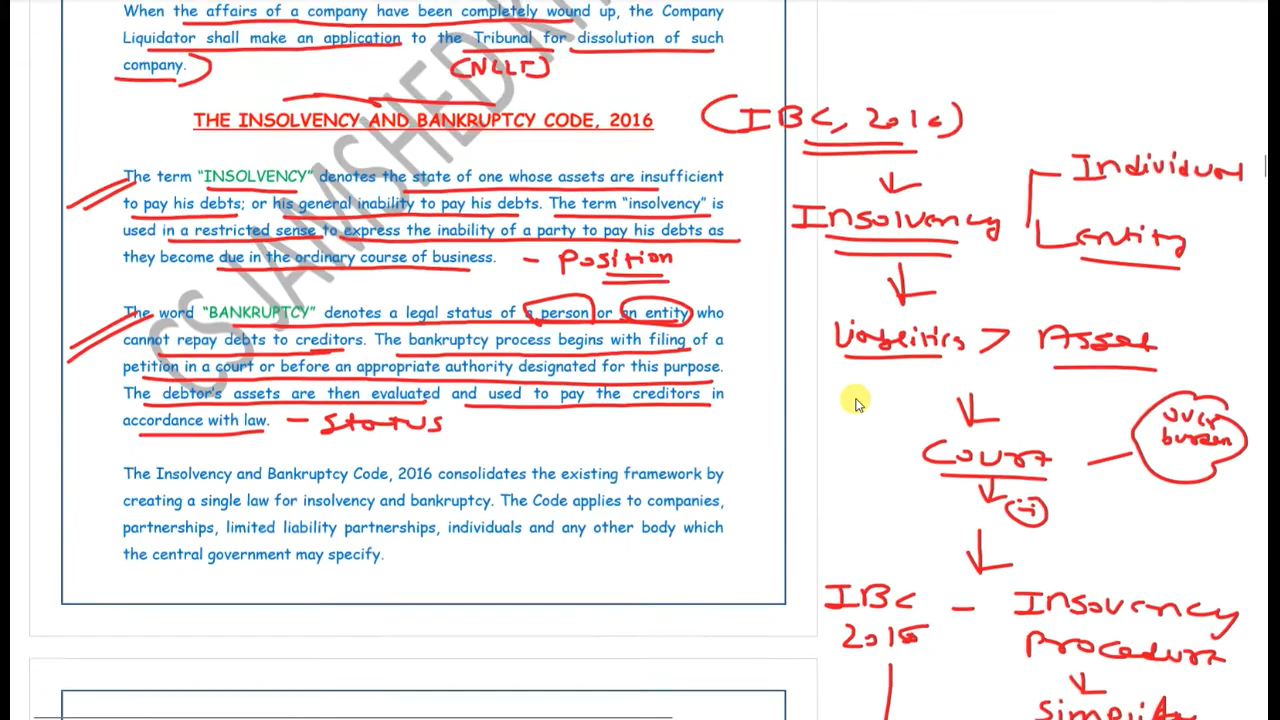 When the affairs of a company have been completely wound up, the Company
Liquidator shall make an application to the Tribunal for dissolution of such
company.
(NCLT)
THE INSOLVENCY AND BANKRUPTCY CODE, 2016
The term “INSOLVENCY” denotes the state of one whose assets are insufficient
to pay his debts; or his general inability to pay his debts. The term “insolvency” is
used in a restricted sense to express the inability of a party to pay his debts as
they become due in the ordinary course of business.
- Position
The word “BANKRUPTCY” denotes a legal status of a person or an entity who
cannot repay debts to creditors. The bankruptcy process begins with filing of a
petition in a court or before an appropriate authority designated for this purpose.
The debtor's assets are then evaluated and used to pay the creditors in
accordance with law.
- Status
The Insolvency and Bankruptcy Code, 2016 consolidates the existing framework by
creating a single law for insolvency and bankruptcy. The Code applies to companies,
partnerships, limited liability partnerships, individuals and any other body which
the central government may specify.
CS JAMSHED
(IBC, 2016)
Insolvency
Individual
entity
Liabilities > Asset
Court
over
burden
IBC - Insovency
2016 Procedure
Simplify